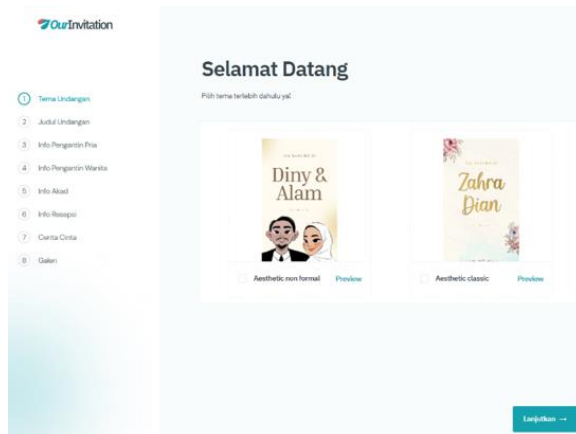 OurInvitation
Selamat Datang
Pilih tema terlebih dahulu ya!
1 Tema Undangan
2 Judul Undangan
3 Info Pengantin Pria
4 Info Pengantin Wanita
5 Info Akad
6 Info Resepsi
7 Cerita Cinta
8 Galeri
Diny &
Alam
Aesthetic non formal Preview
Zahra
Dian
Aesthetic classic Preview
Lanjutkan →